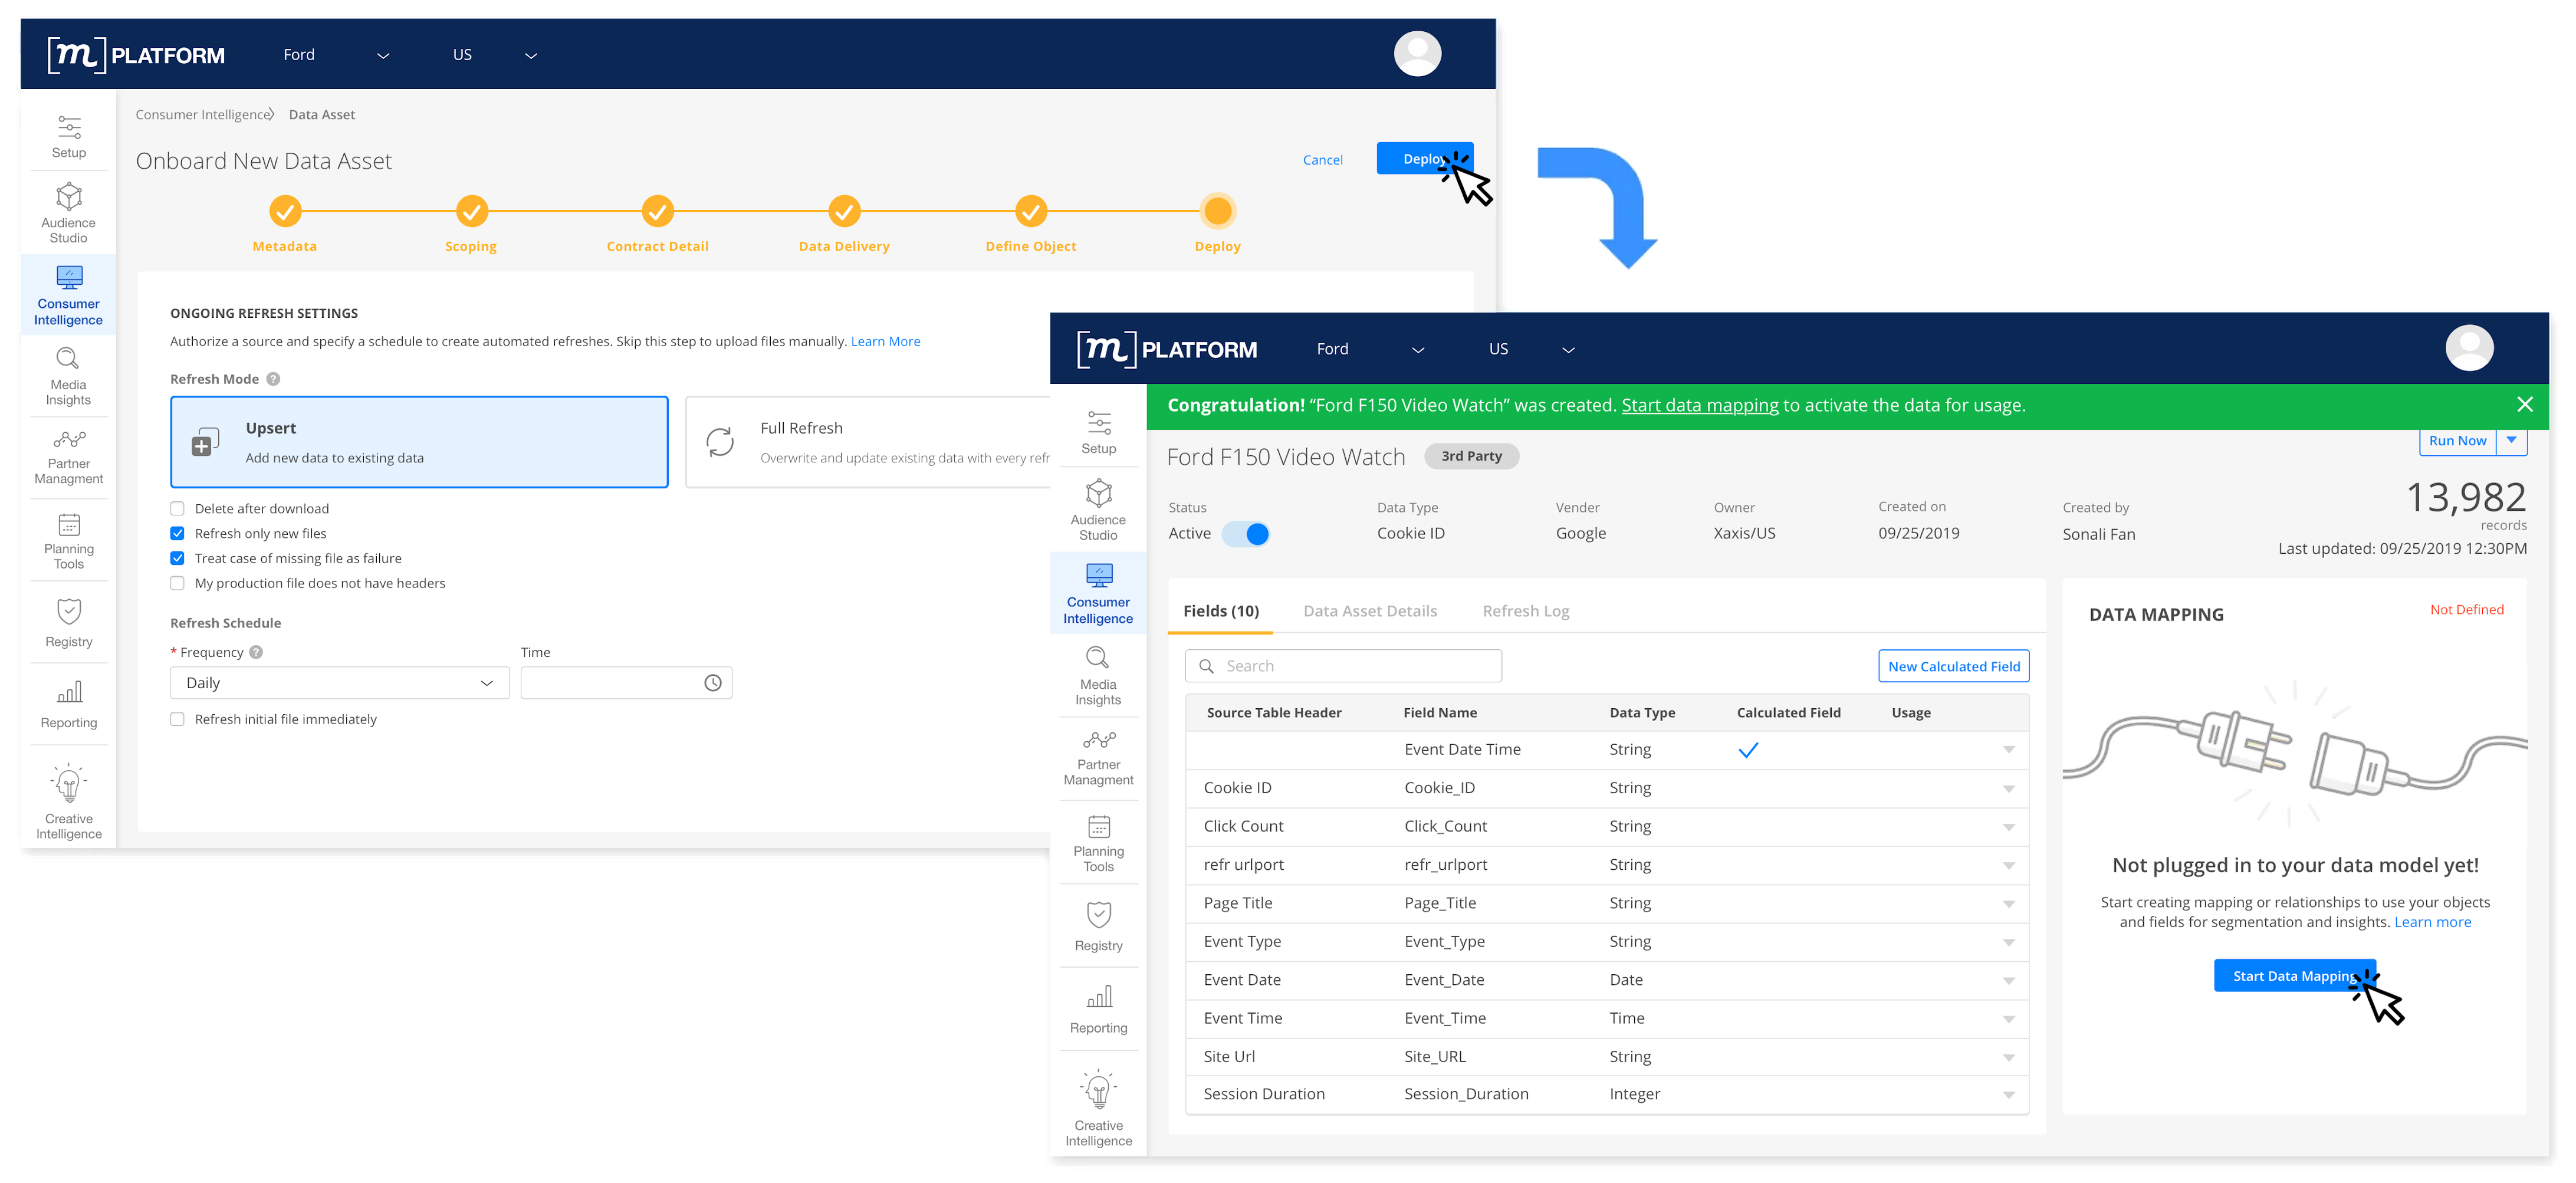 [m] PLATFORM
Ford
US
Setup
Audience
Studio
Consumer
Intelligence
Media
Insights
Partner
Managment
Planning
Tools
Registry
Reporting
Creative
Intelligence
Consumer Intelligence
Data Asset
Onboard New Data Asset
Cancel
Deploy
Metadata
Scoping
Contract Detail
Data Delivery
Define Object
Deploy
ONGOING REFRESH SETTINGS
Authorize a source and specify a schedule to create automated refreshes. Skip this step to upload files manually. Learn More
Refresh Mode ?
Upsert
Add new data to existing data
Full Refresh
Overwrite and update existing data with every refr
Delete after download
Refresh only new files
Treat case of missing file as failure
My production file does not have headers
Refresh Schedule
* Frequency ?
Time
Daily
Refresh initial file immediately
[m] PLATFORM
Ford
US
Setup
Audience
Studio
Consumer
Intelligence
Media
Insights
Partner
Managment
Planning
Tools
Registry
Reporting
Creative
Intelligence
Congratulation! “Ford F150 Video Watch” was created. Start data mapping to activate the data for usage.
Ford F150 Video Watch
3rd Party
Run Now
Status
Active
Data Type
Cookie ID
Vender
Google
Owner
Xaxis/US
Created on
09/25/2019
Created by
Sonali Fan
13,982
records
Last updated: 09/25/2019 12:30PM
Fields (10)
Data Asset Details
Refresh Log
Search
New Calculated Field
Source Table Header Field Name Data Type Calculated Field Usage
Event Date Time String
Cookie ID Cookie_ID String
Click Count Click_Count String
refr urlport refr_urlport String
Page Title Page_Title String
Event Type Event_Type String
Event Date Event_Date Date
Event Time Event_Time Time
Site Url Site_URL String
Session Duration Session_Duration Integer
DATA MAPPING
Not Defined
Not plugged in to your data model yet!
Start creating mapping or relationships to use your objects
and fields for segmentation and insights. Learn more
Start Data Mapping